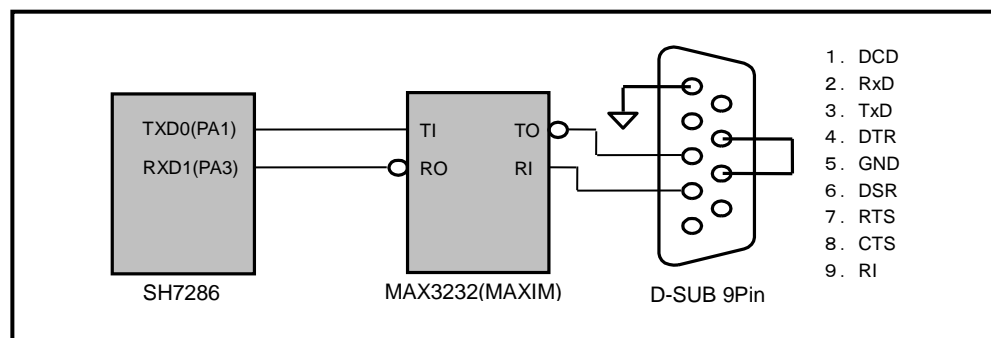 TXD0(PA1)
RXD1(PA3)
SH7286
TI
TO
RO
RI
MAX3232(MAXIM)
D-SUB 9Pin
1. DCD
2. RxD
3. TxD
4. DTR
5. GND
6. DSR
7. RTS
8. CTS
9. RI